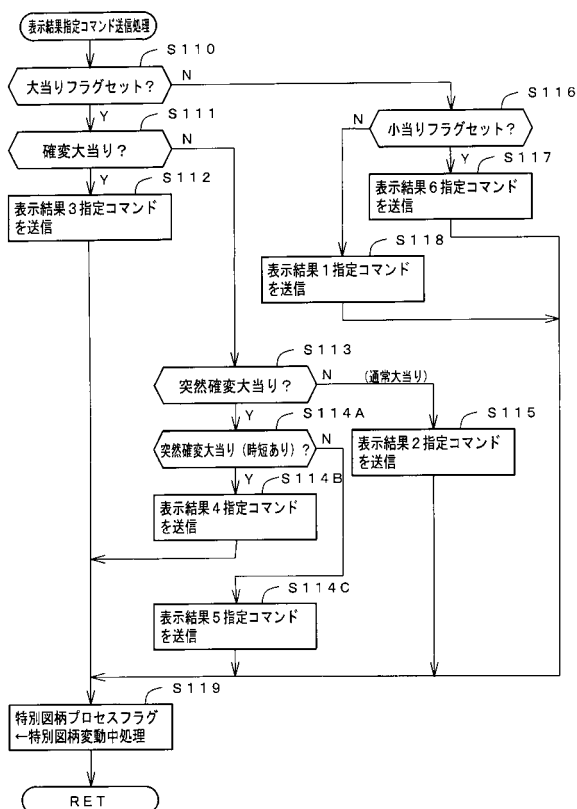 表示結果指定コマンド送信処理
S110
大当りフラグセット?
N
Y
S111
確変大当り?
N
Y
S112
表示結果3指定コマンド
を送信
S116
小当りフラグセット?
N
Y
S117
表示結果6指定コマンド
を送信
S118
表示結果1指定コマンド
を送信
S113
突然確変大当り?
N
(通常大当り)
Y
S114A
突然確変大当り(時短あり)?
N
Y
S114B
表示結果4指定コマンド
を送信
S115
表示結果2指定コマンド
を送信
S114C
表示結果5指定コマンド
を送信
S119
特別図柄プロセスフラグ
←特別図柄変動中処理
RET